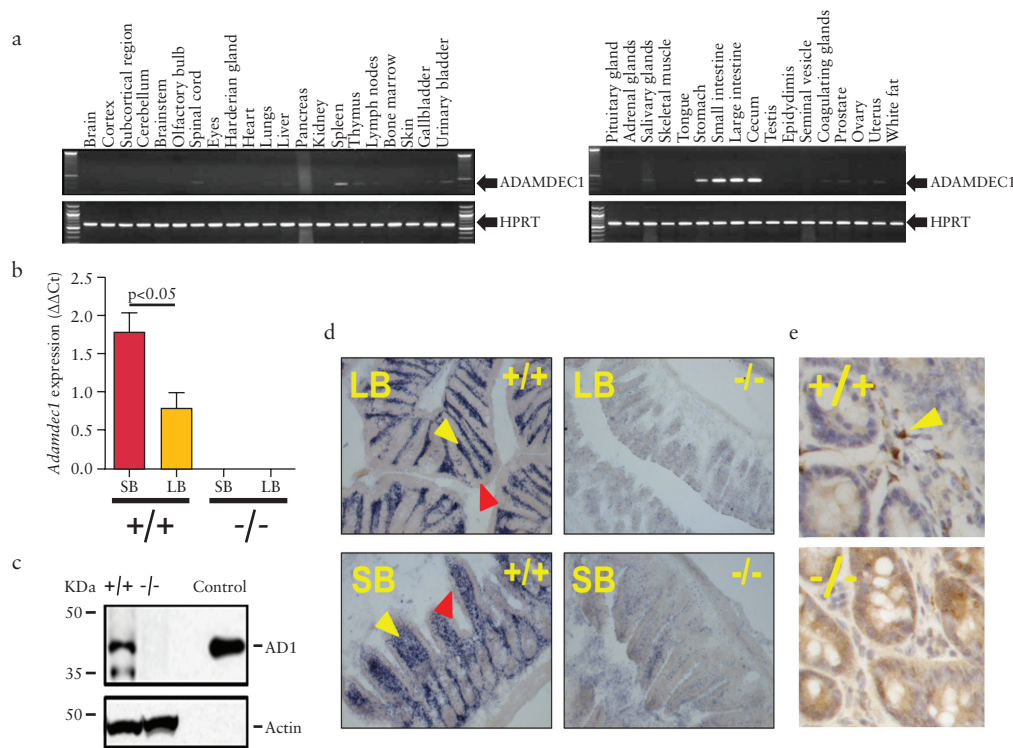 a
Brain
Cortex
Subcortical region
Cerebellum
Brainstem
Olfactory bulb
Spinal cord
Eyes
Harderian gland
Heart
Lungs
Liver
Pancreas
Kidney
Spleen
Thymus
Lymph nodes
Bone marrow
Skin
Gallbladder
Urinary bladder
ADAMDEC1
HPRT
Pituitary gland
Adrenal glands
Salivary glands
Skeletal muscle
Tongue
Stomach
Small intestine
Large intestine
Cecum
Testis
Epidydimis
Seminal vesicle
Coagulating glands
Prostate
Ovary
Uterus
White fat
ADAMDEC1
HPRT
b
Adamdec1 expression (ΔΔCt)
2.5
2.0
1.5
1.0
0.5
0.0
p<0.05
SB LB SB LB
+/+ -/-
c
KDa +/+ -/- Control
50
35
AD1
50
Actin
d
LB +/+
LB -/-
SB +/+
SB -/-
e
+/+
-/-